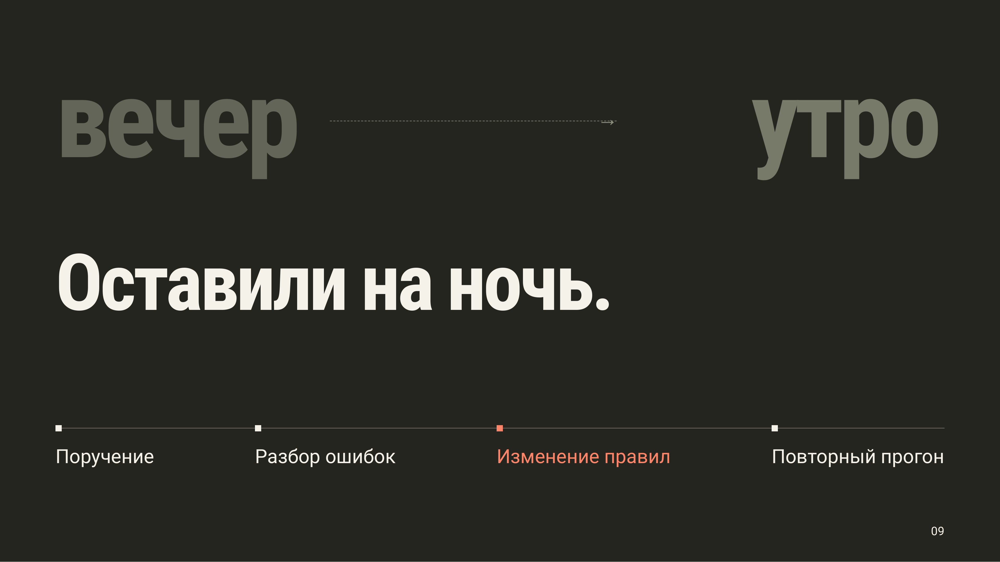 вечер → утро
Оставили на ночь.
Поручение
Разбор ошибок
Изменение правил
Повторный прогон
09